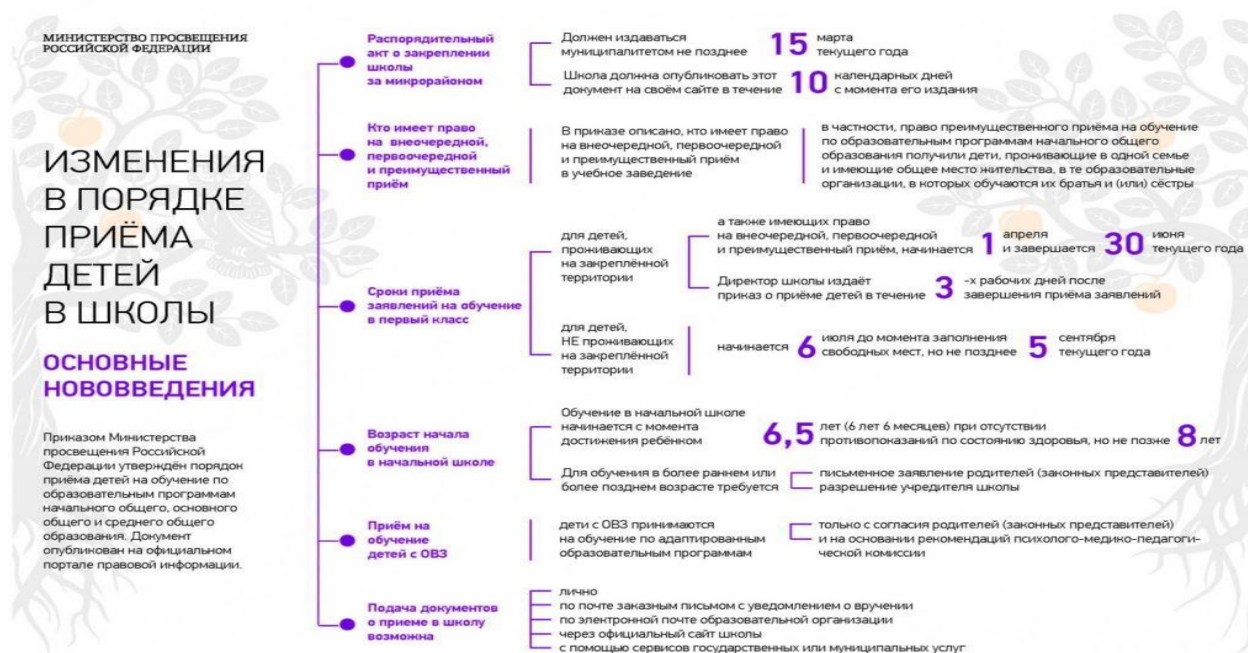 МИНИСТЕРСТВО ПРОСВЕЩЕНИЯ
РОССИЙСКОЙ ФЕДЕРАЦИИ
ИЗМЕНЕНИЯ
В ПОРЯДКЕ
ПРИЁМА
ДЕТЕЙ
В ШКОЛЫ
ОСНОВНЫЕ
НОВОВВЕДЕНИЯ
Приказом Министерства
просвещения Российской
Федерации утверждён порядок
приёма детей на обучение по
образовательным программам
начального общего, основного
общего и среднего общего
образования. Документ
опубликован на официальном
портале правовой информации.
Распорядительный
акт о закреплении
школы
за микрорайоном
Должен издаваться
муниципалитетом не позднее
15
марта
текущего года
Школа должна опубликовать этот
документ на своём сайте в течение
10
календарных дней
с момента его издания
Кто имеет право
на внеочередной,
первоочередной
и преимущественный
приём
В приказе описано, кто имеет право
на внеочередной, первоочередной
и преимущественный приём
в учебное заведение
в частности, право преимущественного приёма на обучение
по образовательным программам начального общего
образования получили дети, проживающие в одной семье
и имеющие общее место жительства, в те образовательные
организации, в которых обучаются их братья и (или) сёстры
Сроки приёма
заявлений на обучение
в первый класс
для детей,
проживающих
на закреплённой
территории
а также имеющих право
на внеочередной, первоочередной
и преимущественный приём, начинается
1
апреля
и завершается
30
июня
текущего года
Директор школы издаёт
приказ о приёме детей в течение
3
-х рабочих дней после
завершения приёма заявлений
для детей,
НЕ проживающих
на закреплённой
территории
начинается
6
июля до момента заполнения
свободных мест, но не позднее
5
сентября
текущего года
Возраст начала
обучения
в начальной школе
Обучение в начальной школе
начинается с момента
достижения ребёнком
6,5
лет (6 лет 6 месяцев) при отсутствии
противопоказаний по состоянию здоровья, но не позже
8
лет
Для обучения в более раннем или
более позднем возрасте требуется
письменное заявление родителей (законных представителей)
разрешение учредителя школы
Приём на
обучение
детей с ОВЗ
дети с ОВЗ принимаются
на обучение по адаптированным
образовательным программам
только с согласия родителей (законных представителей)
и на основании рекомендаций психолого-медико-педагоги-
ческой комиссии
Подача документов
о приеме в школу
возможна
лично
по почте заказным письмом с уведомлением о вручении
по электронной почте образовательной организации
через официальный сайт школы
с помощью сервисов государственных или муниципальных услуг